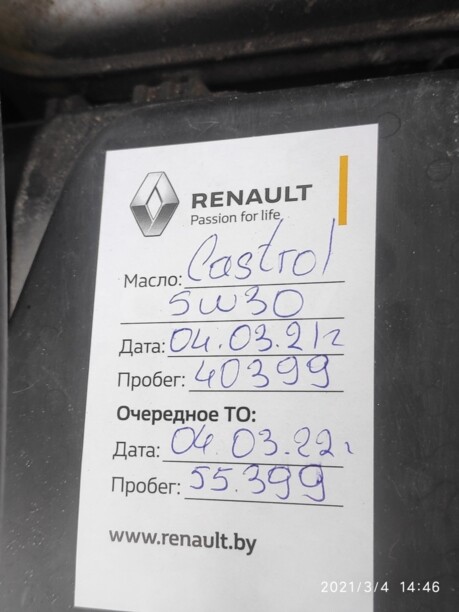 RENAULT
Passion for life
Масло: Castrol
5W30
Дата: 04.03.21г
Пробег: 40399
Очередное ТО:
Дата: 04.03.22г
Пробег: 55.399
www.renault.by
2021/3/4 14:46